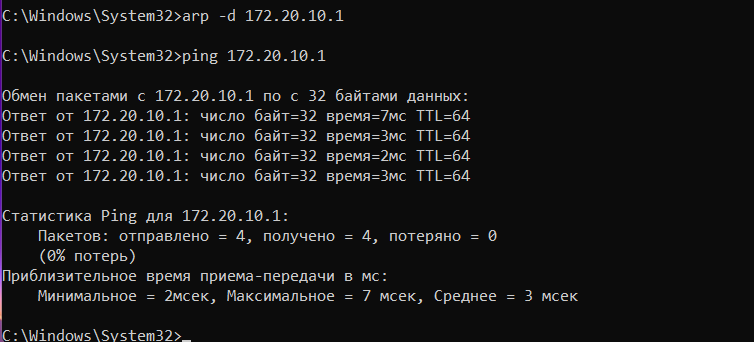 C:\Windows\System32>arp -d 172.20.10.1
C:\Windows\System32>ping 172.20.10.1
Обмен пакетами с 172.20.10.1 по с 32 байтами данных:
Ответ от 172.20.10.1: число байт=32 время=7мс TTL=64
Ответ от 172.20.10.1: число байт=32 время=3мс TTL=64
Ответ от 172.20.10.1: число байт=32 время=2мс TTL=64
Ответ от 172.20.10.1: число байт=32 время=3мс TTL=64
Статистика Ping для 172.20.10.1:
    Пакетов: отправлено = 4, получено = 4, потеряно = 0
    (0% потерь)
Приблизительное время приема-передачи в мс:
    Минимальное = 2мсек, Максимальное = 7 мсек, Среднее = 3 мсек
C:\Windows\System32>_